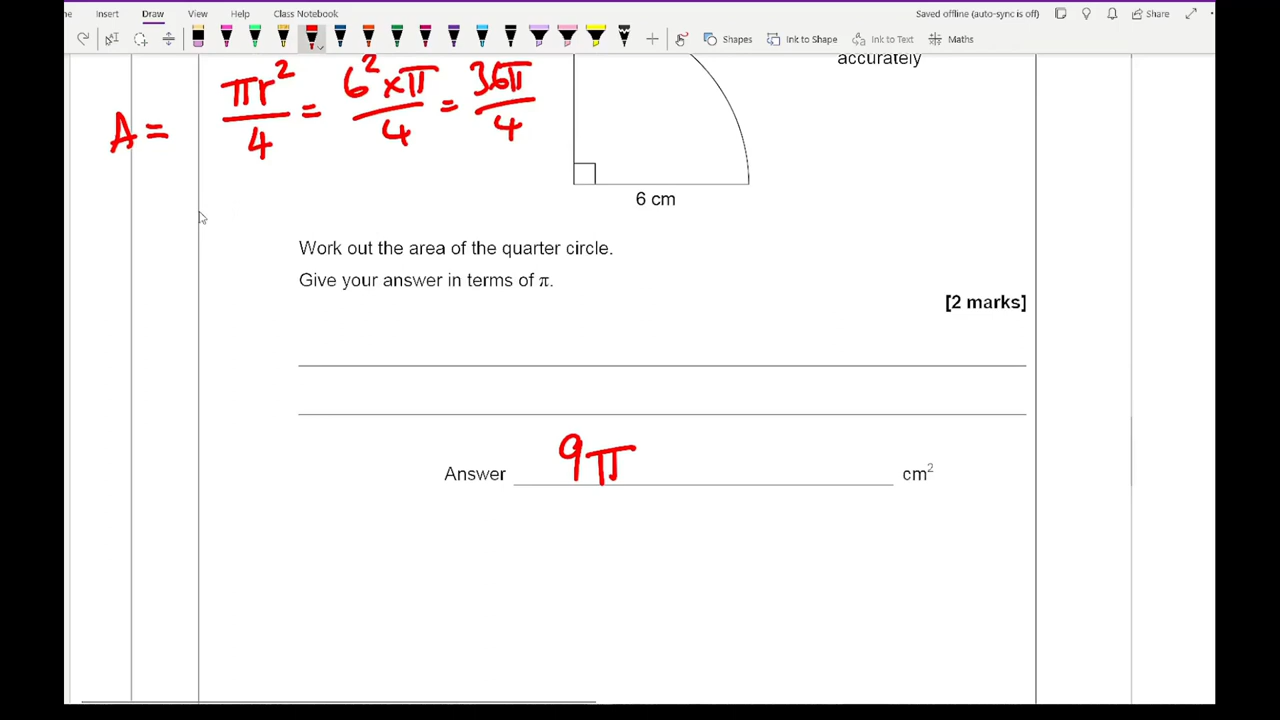 me Insert Draw View Help Class Notebook Saved offline (auto-sync is off) Share
Shapes Ink to Shape Ink to Text Maths
accurately
A = πr²/4 = 6²×π/4 = 36π/4
6 cm
Work out the area of the quarter circle.
Give your answer in terms of π.
[2 marks]
Answer 9π cm²